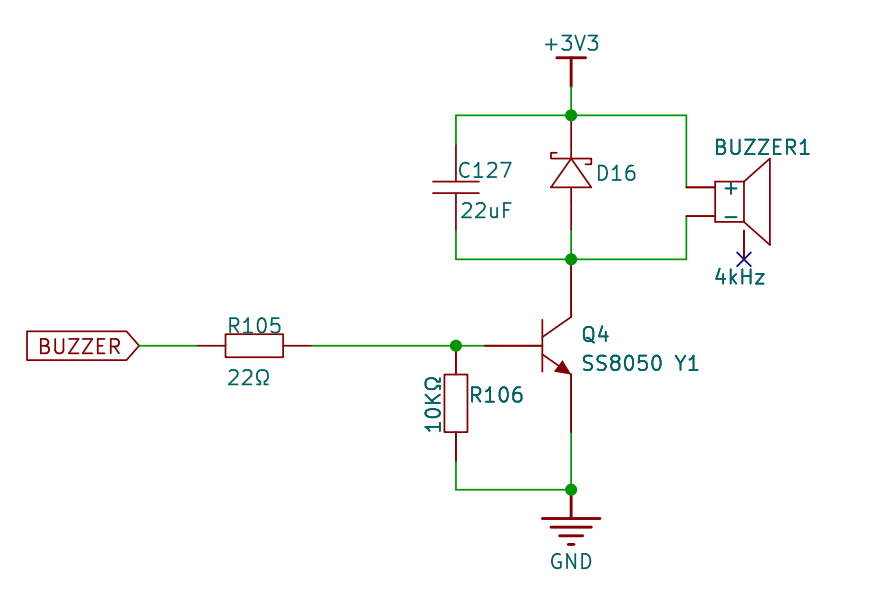 +3V3
BUZZER1
C127
D16
22uF
+
−
4kHz
R105
Q4
BUZZER
SS8050 Y1
22Ω
10KΩ
R106
GND